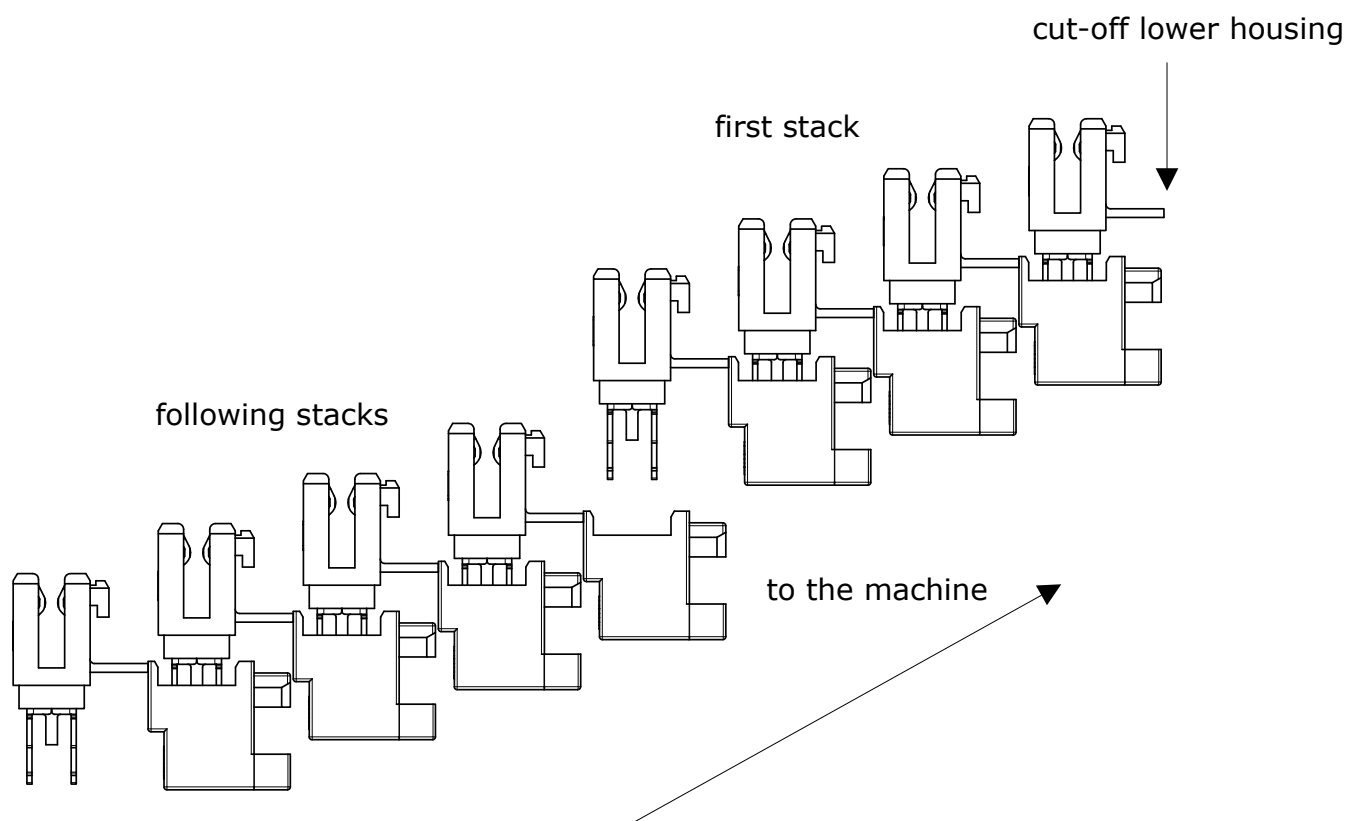 cut-off lower housing
first stack
following stacks
to the machine